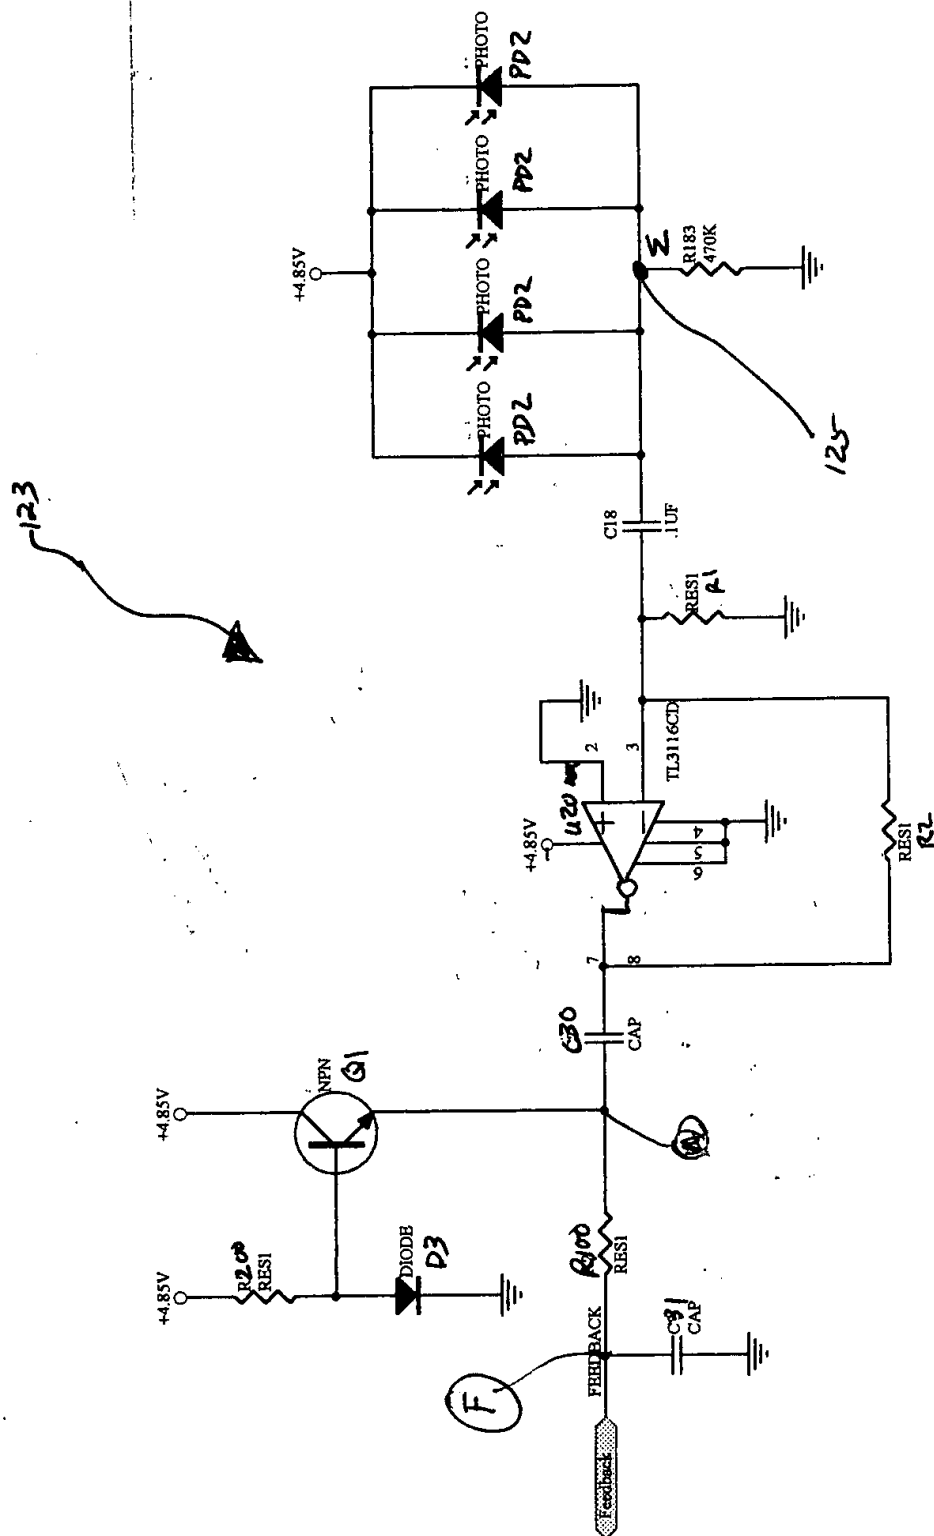 123
+4.85V
PHOTO
PD2
PHOTO
PD2
PHOTO
PD2
PHOTO
PD2
Σ
R183
470K
125
C18
.1UF
RES1
R1
2
3
TL3116CD
U20
+4.85V
+
−
4
5
6
7
8
RES1
R2
C30
CAP
+4.85V
NPN
Q1
+4.85V
R200
RES1
DIODE
D3
R100
RES1
FEEDBACK
F
C31
CAP
Feedback